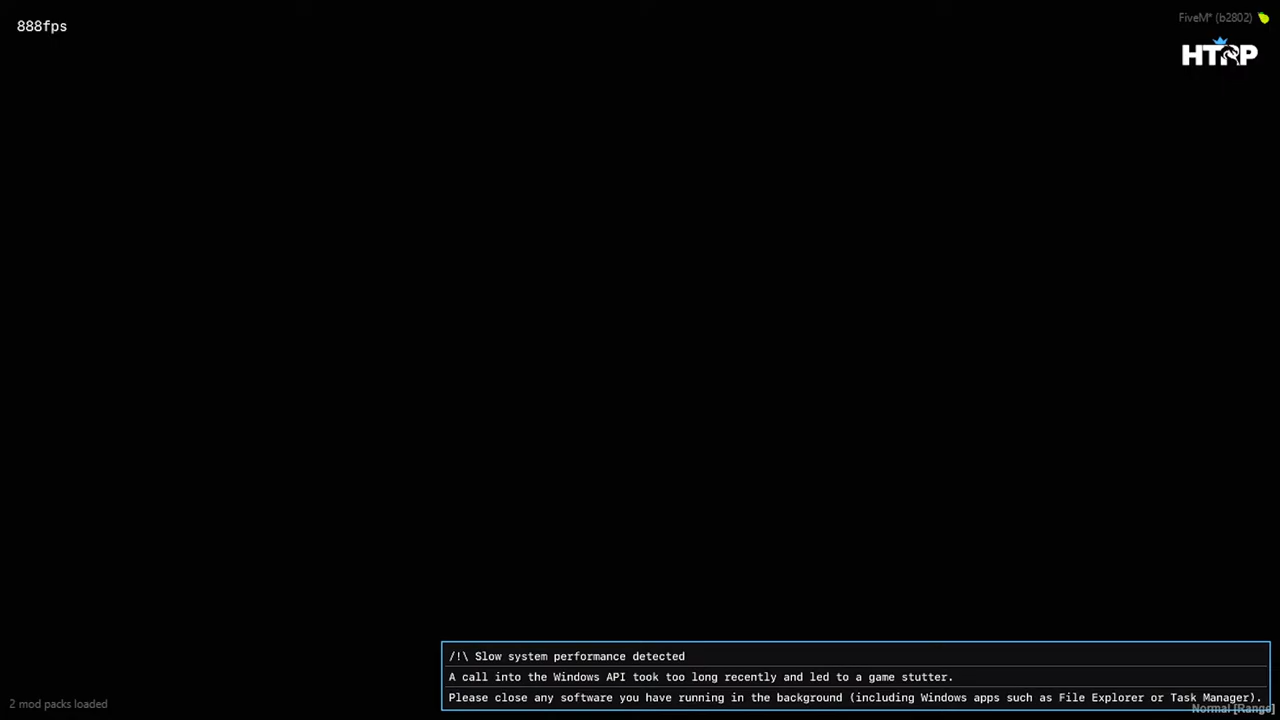 888fps
FiveM* (b2802)
HTRP
/!\ Slow system performance detected
A call into the Windows API took too long recently and led to a game stutter.
Please close any software you have running in the background (including Windows apps such as File Explorer or Task Manager).
2 mod packs loaded
Normal [Range]